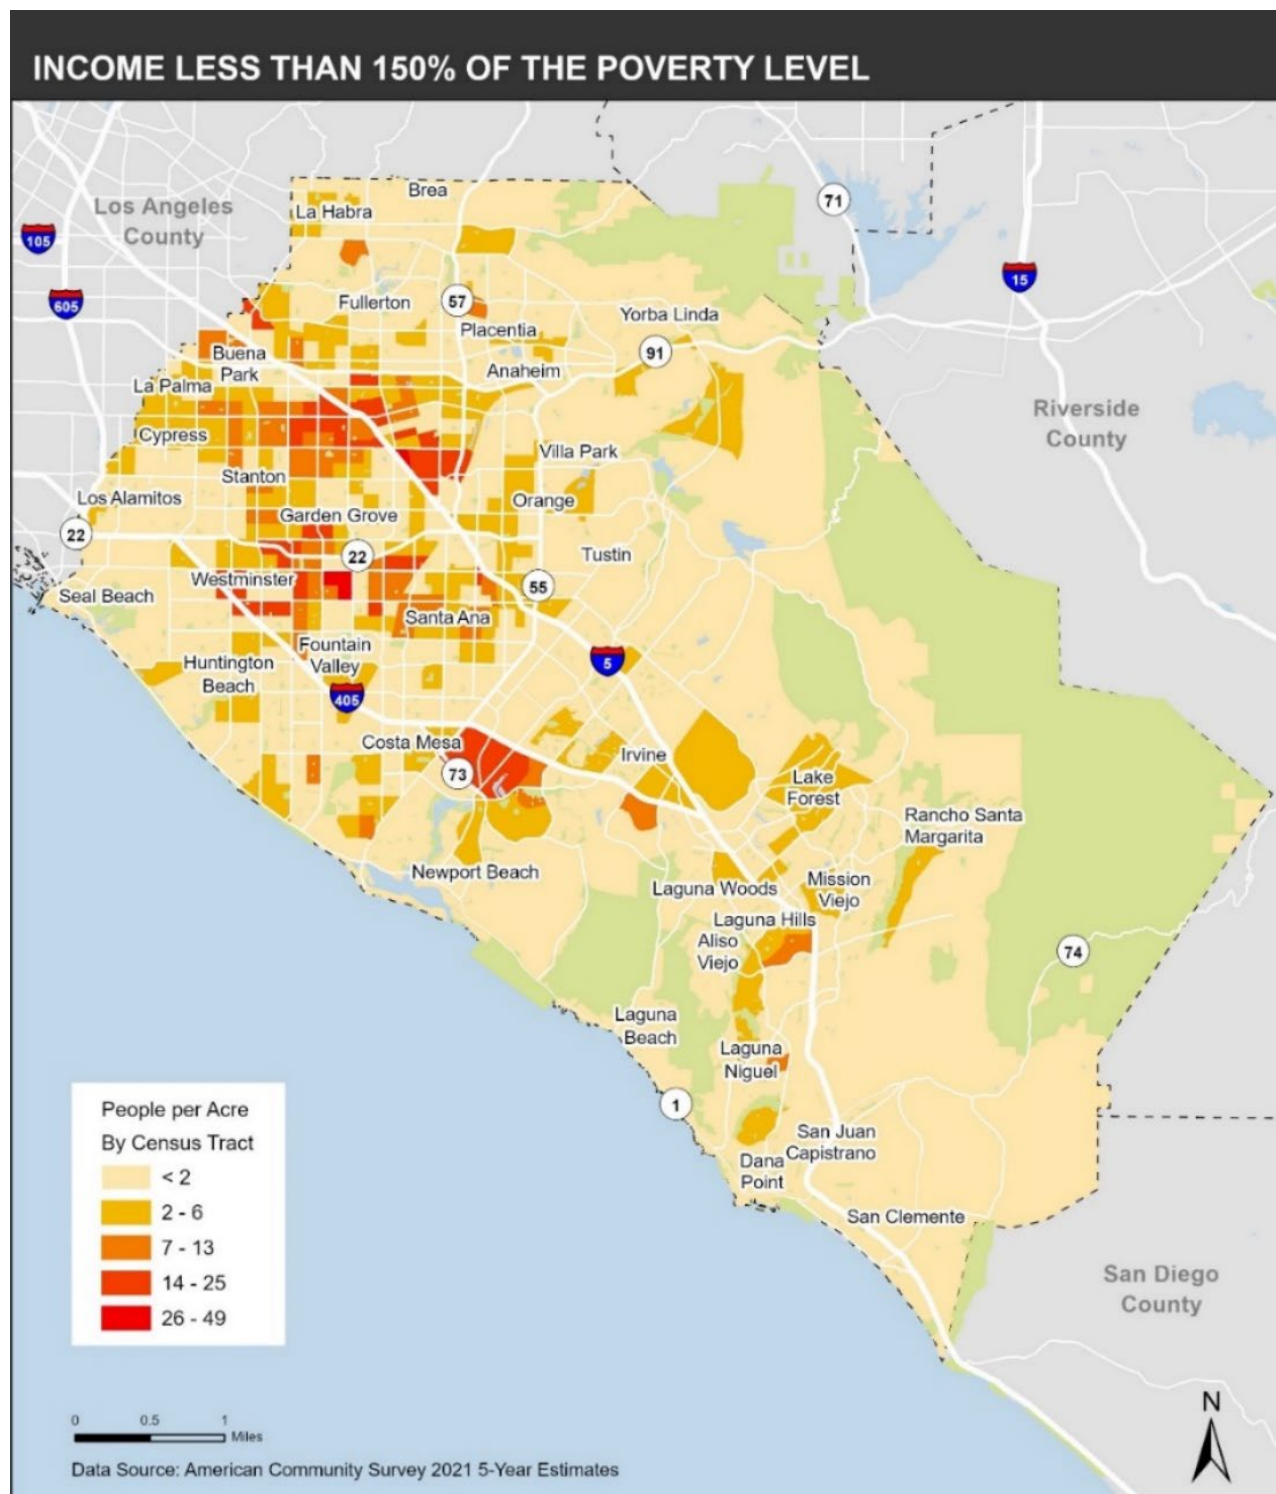 INCOME LESS THAN 150% OF THE POVERTY LEVEL
Brea
La Habra
Los Angeles
County
71
105
15
605
Fullerton
57
Yorba Linda
Placentia
91
Buena
Park
Anaheim
La Palma
Riverside
County
Cypress
Villa Park
Stanton
Los Alamitos
Orange
Garden Grove
22
22
Tustin
Westminster
55
Seal Beach
Santa Ana
Fountain
Valley
Huntington
Beach
5
405
Costa Mesa
Irvine
73
Lake
Forest
Rancho Santa
Margarita
Newport Beach
Laguna Woods
Mission
Viejo
Laguna Hills
Aliso
Viejo
74
Laguna
Beach
Laguna
Niguel
1
San Juan
Capistrano
Dana
Point
San Clemente
San Diego
County
People per Acre
By Census Tract
< 2
2 - 6
7 - 13
14 - 25
26 - 49
N
0 0.5 1
Miles
Data Source: American Community Survey 2021 5-Year Estimates